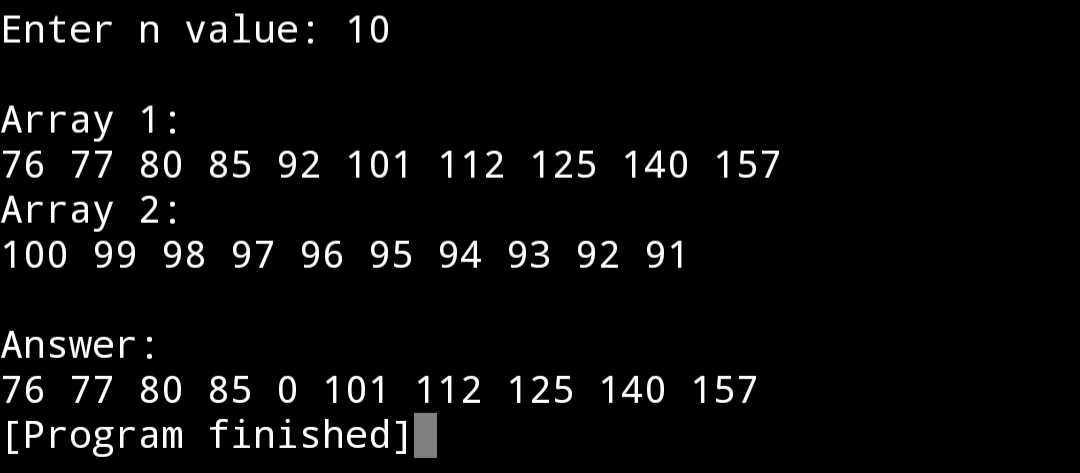 Enter n value: 10
Array 1:
76 77 80 85 92 101 112 125 140 157
Array 2:
100 99 98 97 96 95 94 93 92 91
Answer:
76 77 80 85 0 101 112 125 140 157
[Program finished]